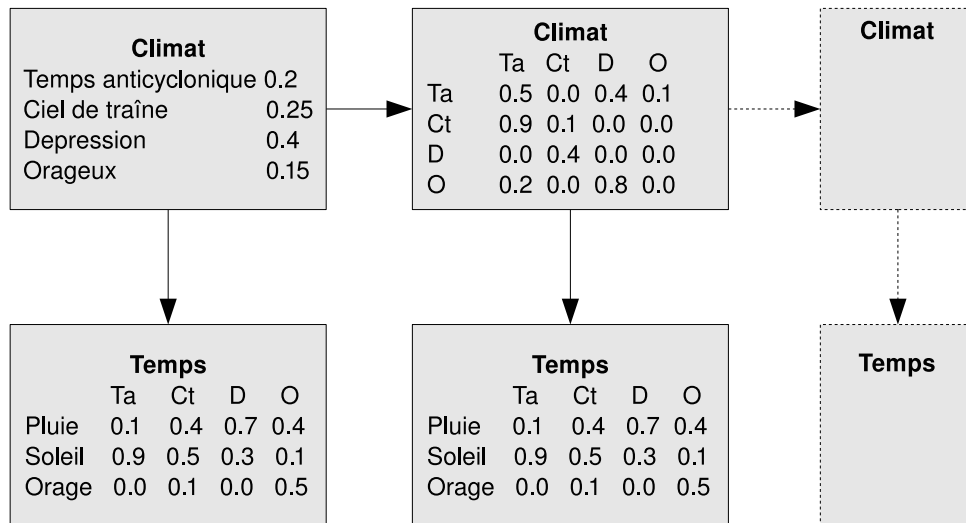 Climat
Temps anticyclonique 0.2
Ciel de traîne 0.25
Depression 0.4
Orageux 0.15
Climat
Ta Ct D O
Ta 0.5 0.0 0.4 0.1
Ct 0.9 0.1 0.0 0.0
D 0.0 0.4 0.0 0.0
O 0.2 0.0 0.8 0.0
Climat
Temps
Ta Ct D O
Pluie 0.1 0.4 0.7 0.4
Soleil 0.9 0.5 0.3 0.1
Orage 0.0 0.1 0.0 0.5
Temps
Ta Ct D O
Pluie 0.1 0.4 0.7 0.4
Soleil 0.9 0.5 0.3 0.1
Orage 0.0 0.1 0.0 0.5
Temps